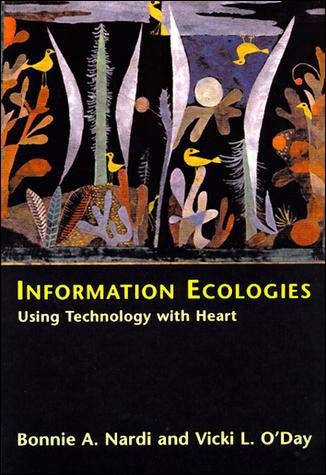 INFORMATION ECOLOGIES
Using Technology with Heart
Bonnie A. Nardi and Vicki L. O'Day